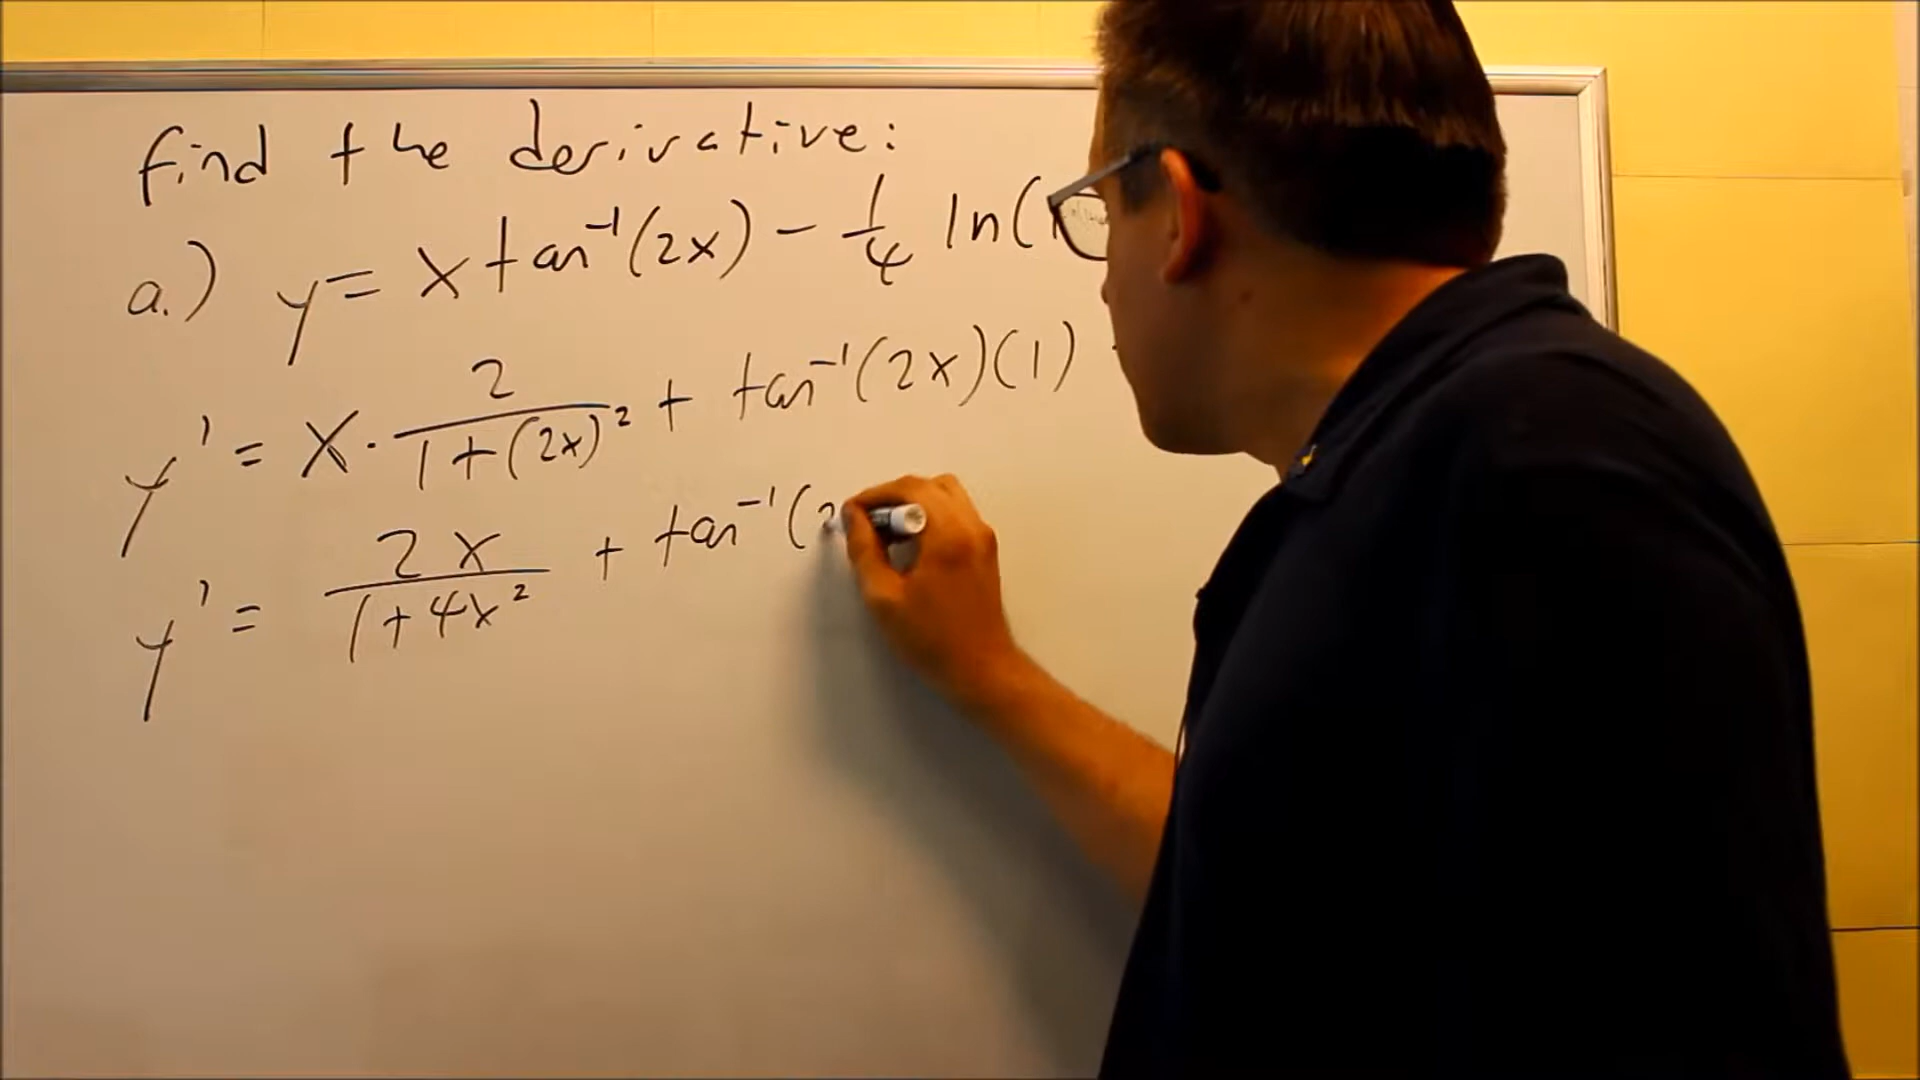 find the derivative:
a.) y = x tan⁻¹(2x) - 1/4 ln(1
y' = x · 2/(1+(2x)²) + tan⁻¹(2x)(1)
y' = 2x/(1+4x²) + tan⁻¹(2